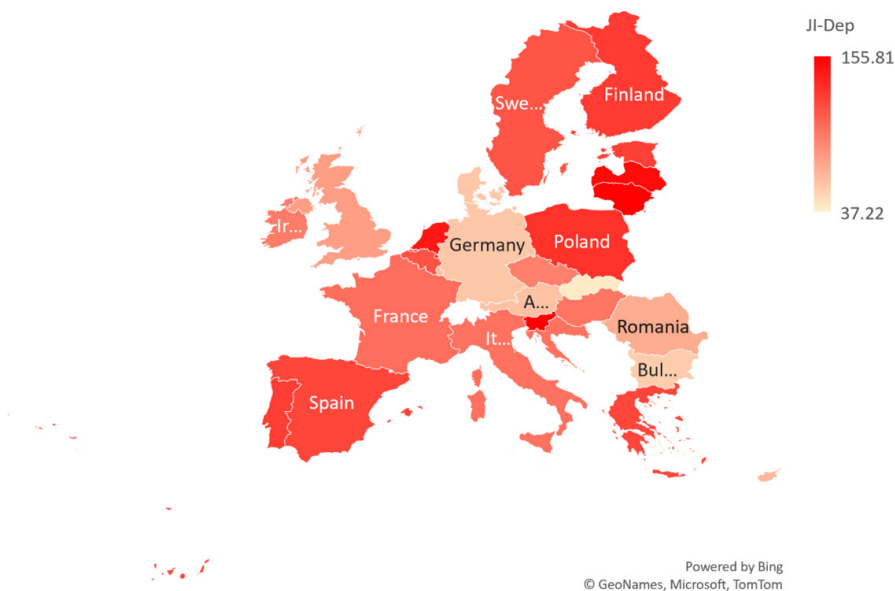 JI-Dep
155.81
37.22
Swe...
Finland
Ir...
Germany
Poland
A...
France
It...
Romania
Bul...
Spain
Powered by Bing
© GeoNames, Microsoft, TomTom